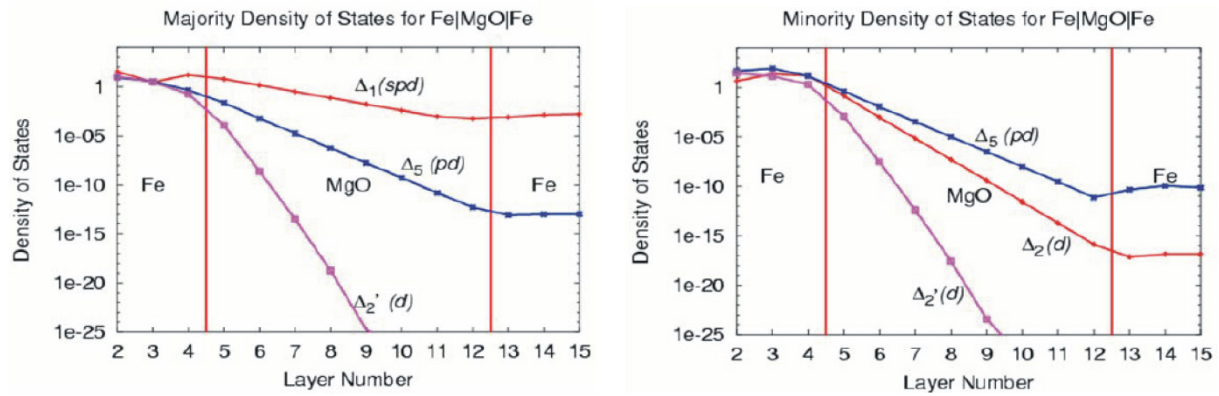 Majority Density of States for Fe|MgO|Fe
Density of States
1
1e-05
1e-10
1e-15
1e-20
1e-25
Δ1(spd)
Δ5 (pd)
Fe MgO Fe
Δ2' (d)
2 3 4 5 6 7 8 9 10 11 12 13 14 15
Layer Number
Minority Density of States for Fe|MgO|Fe
Density of States
1
1e-05
1e-10
1e-15
1e-20
1e-25
Δ5 (pd)
Fe MgO Fe
Δ2(d)
Δ2'(d)
2 3 4 5 6 7 8 9 10 11 12 13 14 15
Layer Number